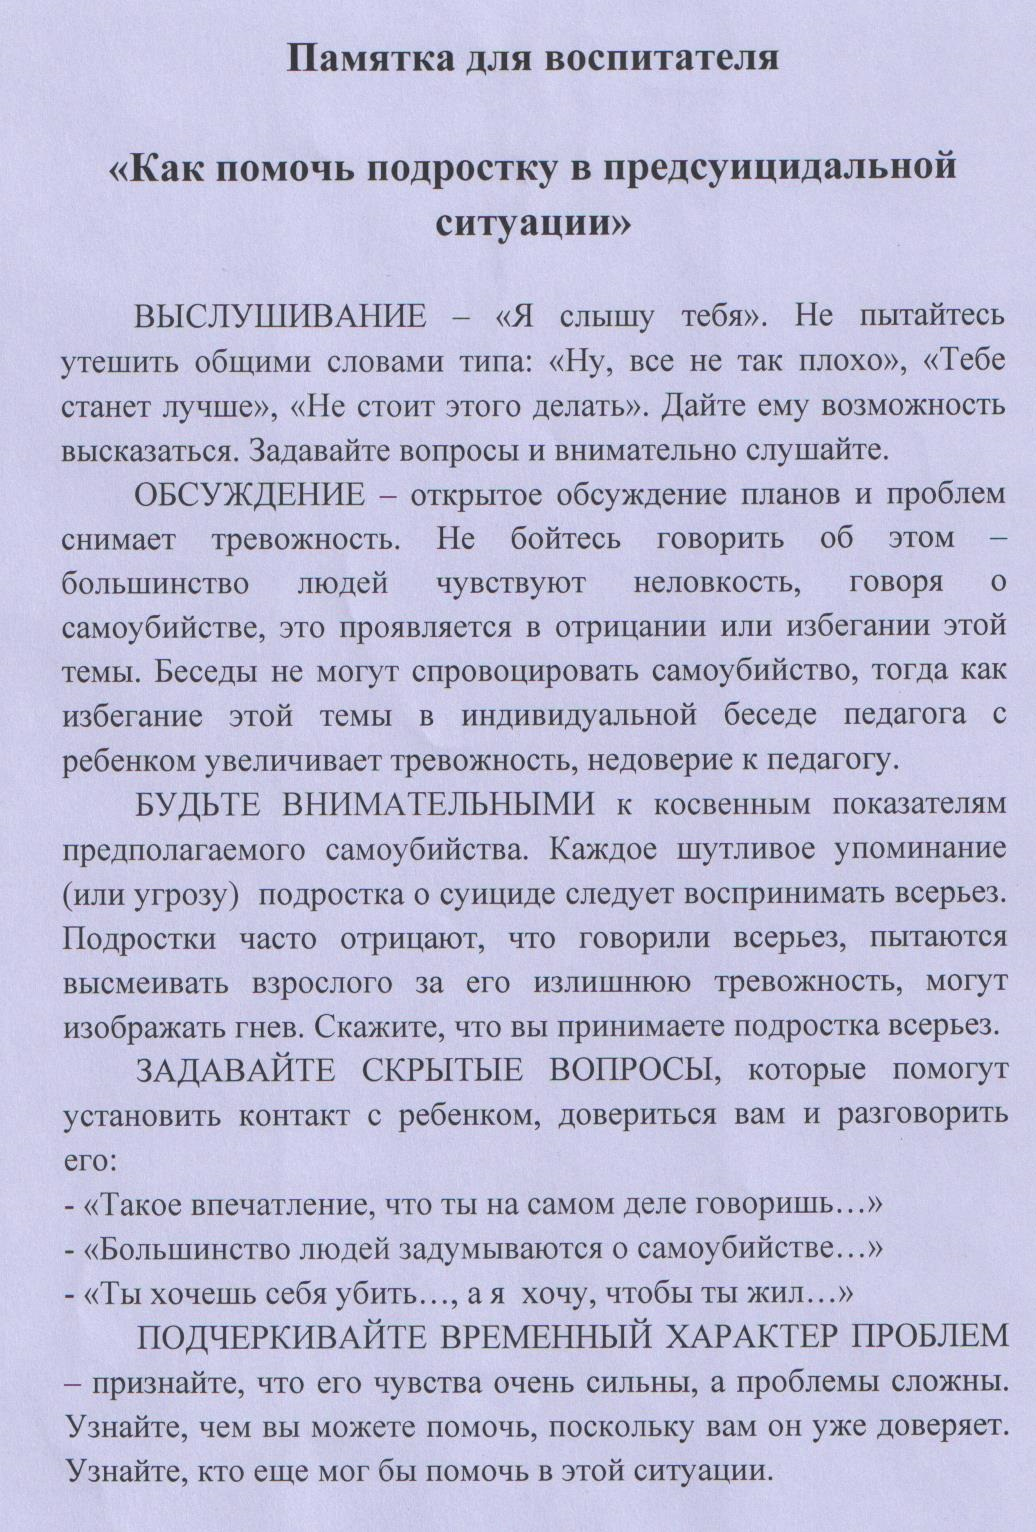 Памятка для воспитателя
«Как помочь подростку в предсуицидальной
ситуации»
ВЫСЛУШИВАНИЕ – «Я слышу тебя». Не пытайтесь
утешить общими словами типа: «Ну, все не так плохо», «Тебе
станет лучше», «Не стоит этого делать». Дайте ему возможность
высказаться. Задавайте вопросы и внимательно слушайте.
ОБСУЖДЕНИЕ – открытое обсуждение планов и проблем
снимает тревожность. Не бойтесь говорить об этом –
большинство людей чувствуют неловкость, говоря о
самоубийстве, это проявляется в отрицании или избегании этой
темы. Беседы не могут спровоцировать самоубийство, тогда как
избегание этой темы в индивидуальной беседе педагога с
ребенком увеличивает тревожность, недоверие к педагогу.
БУДЬТЕ ВНИМАТЕЛЬНЫМИ к косвенным показателям
предполагаемого самоубийства. Каждое шутливое упоминание
(или угрозу)  подростка о суициде следует воспринимать всерьез.
Подростки часто отрицают, что говорили всерьез, пытаются
высмеивать взрослого за его излишнюю тревожность, могут
изображать гнев. Скажите, что вы принимаете подростка всерьез.
ЗАДАВАЙТЕ СКРЫТЫЕ ВОПРОСЫ, которые помогут
установить контакт с ребенком, довериться вам и разговорить
его:
- «Такое впечатление, что ты на самом деле говоришь…»
- «Большинство людей задумываются о самоубийстве…»
- «Ты хочешь себя убить…, а я  хочу, чтобы ты жил…»
ПОДЧЕРКИВАЙТЕ ВРЕМЕННЫЙ ХАРАКТЕР ПРОБЛЕМ
– признайте, что его чувства очень сильны, а проблемы сложны.
Узнайте, чем вы можете помочь, поскольку вам он уже доверяет.
Узнайте, кто еще мог бы помочь в этой ситуации.